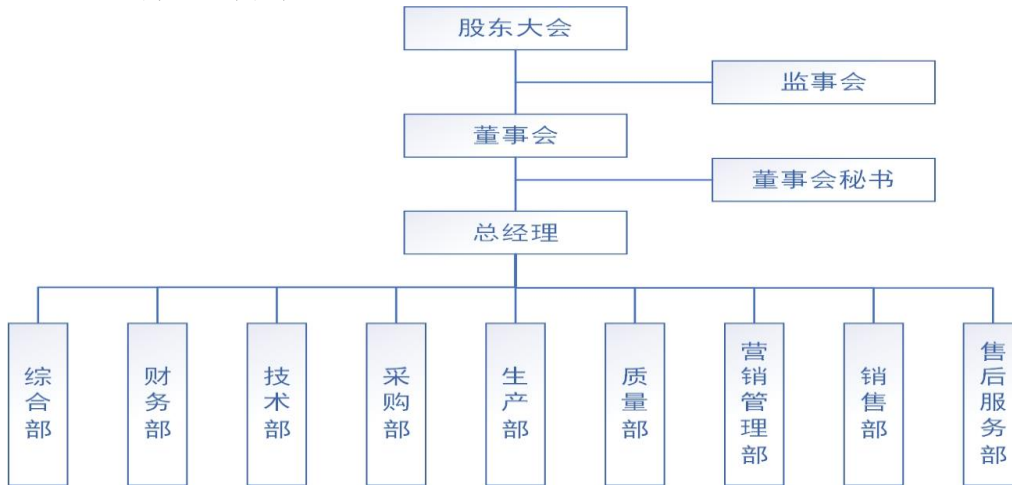 股东大会
监事会
董事会
董事会秘书
总经理
综合部
财务部
技术部
采购部
生产部
质量部
营销管理部
销售部
售后服务部